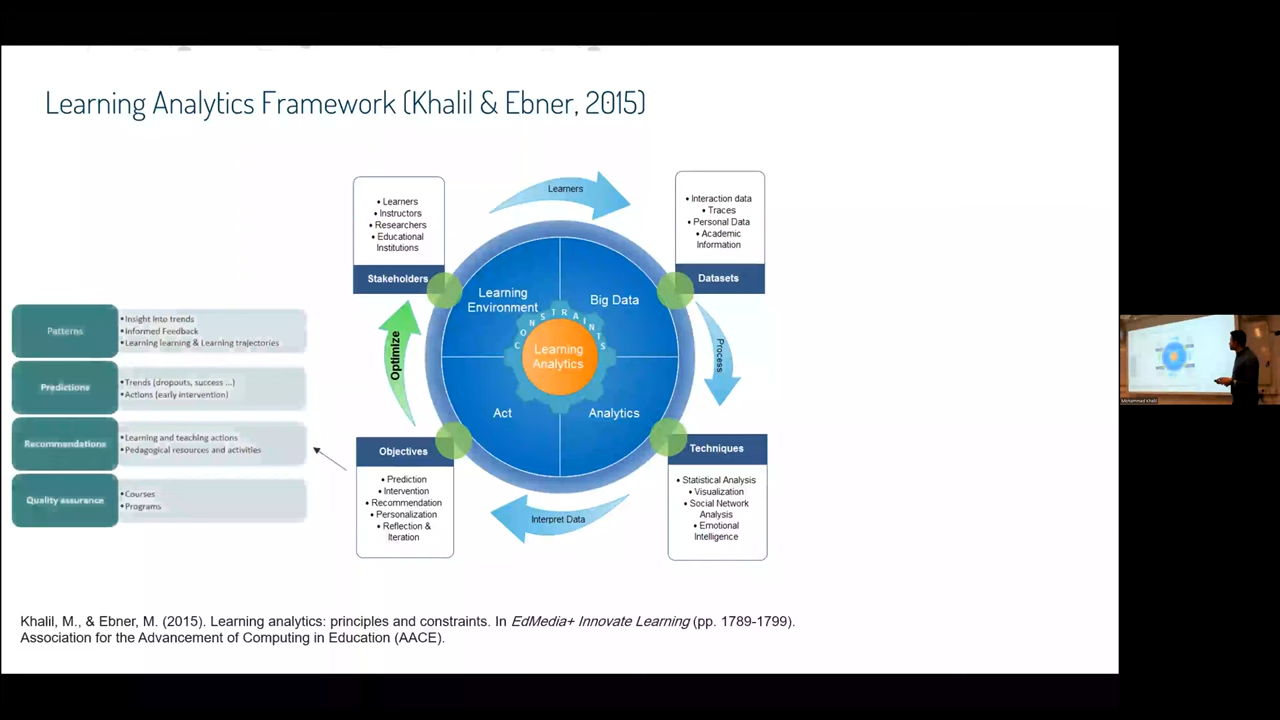 Learning Analytics Framework (Khalil & Ebner, 2015)
Learners
• Learners
• Instructors
• Researchers
• Educational
Institutions
Stakeholders
• Interaction data
• Traces
• Personal Data
• Academic
Information
Datasets
Learning
Environment
Big Data
CONSTRAINTS
Learning
Analytics
Act
Analytics
Optimize
Process
Patterns
• Insight into trends
• Informed Feedback
• Learning learning & Learning trajectories
Predictions
• Trends (dropouts, success ...)
• Actions (early intervention)
Recommendations
• Learning and teaching actions
• Pedagogical resources and activities
Quality assurance
• Courses
• Programs
Objectives
• Prediction
• Intervention
• Recommendation
• Personalization
• Reflection &
Iteration
Interpret Data
Techniques
• Statistical Analysis
• Visualization
• Social Network
Analysis
• Emotional
Intelligence
Khalil, M., & Ebner, M. (2015). Learning analytics: principles and constraints. In EdMedia+ Innovate Learning (pp. 1789-1799).
Association for the Advancement of Computing in Education (AACE).
Mohammad Khalil